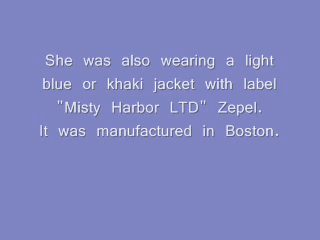 She was also wearing a light
blue or khaki jacket with label
"Misty Harbor LTD" Zepel.
It was manufactured in Boston.